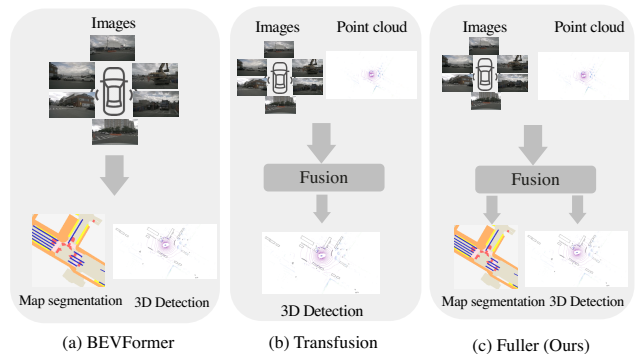 Images
Map segmentation
3D Detection
(a) BEVFormer
Images
Point cloud
Fusion
3D Detection
(b) Transfusion
Images
Point cloud
Fusion
Map segmentation
3D Detection
(c) Fuller (Ours)